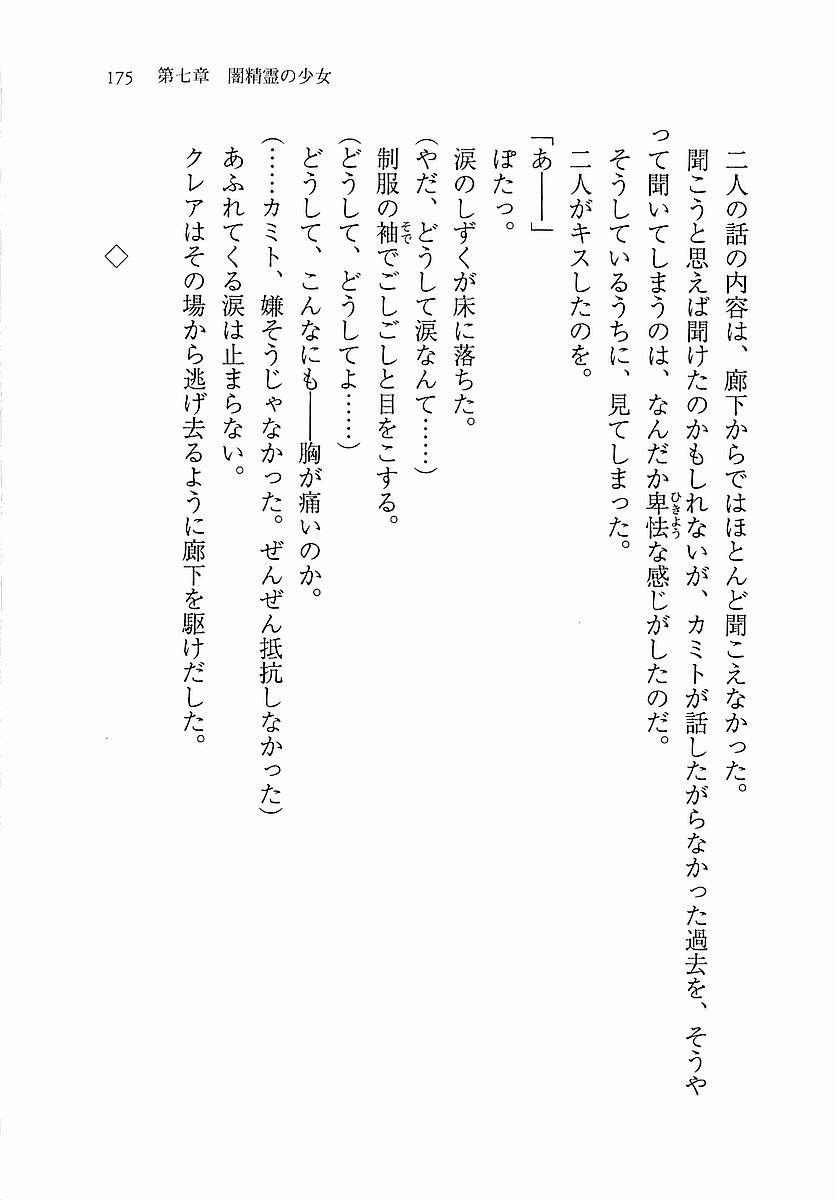 175　第七章　闇精霊の少女
二人の話の内容は、廊下からではほとんど聞こえなかった。
聞こうと思えば聞けたのかもしれないが、カミトが話したがらなかった過去を、そうや
って聞いてしまうのは、なんだか卑怯な感じがしたのだ。
ひきよう
そうしているうちに、見てしまった。
二人がキスしたのを。
「あ――」
ぽたっ。
涙のしずくが床に落ちた。
（やだ、どうして涙なんて……）
制服の袖でごしごしと目をこする。
そで
（どうして、どうしてよ……）
どうして、こんなにも――胸が痛いのか。
（……カミト、嫌そうじゃなかった。ぜんぜん抵抗しなかった）
あふれてくる涙は止まらない。
クレアはその場から逃げ去るように廊下を駆けだした。
◇